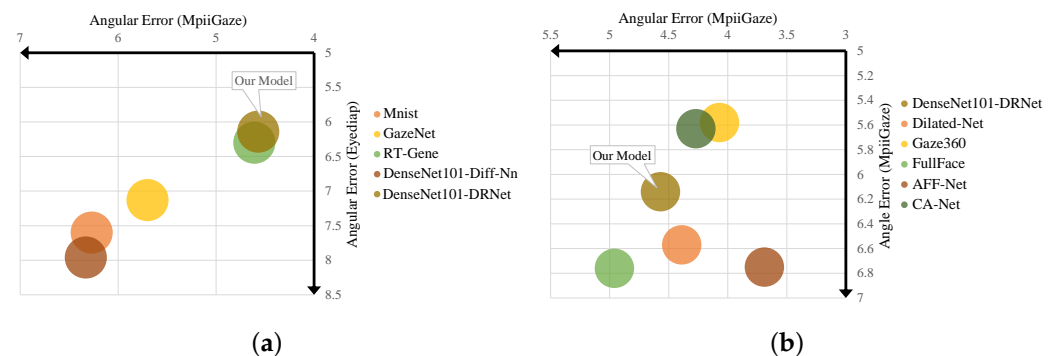 Angular Error (MpiiGaze)
7 6 5 4
5
5.5
6
6.5
7
7.5
8
8.5
Angular Error (Eyediap)
Our Model
Mnist
GazeNet
RT-Gene
DenseNet101-Diff-Nn
DenseNet101-DRNet
(a)
Angular Error (MpiiGaze)
5.5 5 4.5 4 3.5 3
5
5.2
5.4
5.6
5.8
6
6.2
6.4
6.6
6.8
7
Angle Error (MpiiGaze)
Our Model
DenseNet101-DRNet
Dilated-Net
Gaze360
FullFace
AFF-Net
CA-Net
(b)